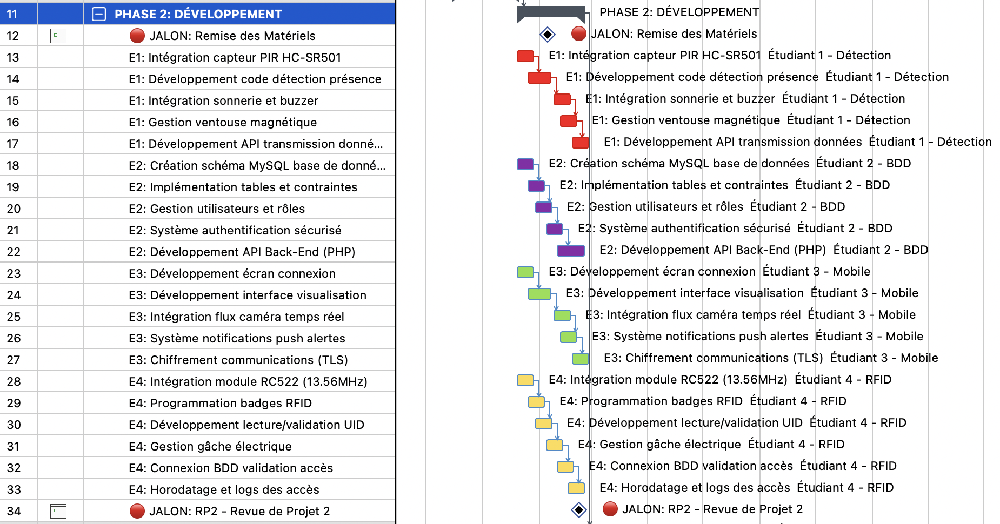 11 PHASE 2: DÉVELOPPEMENT PHASE 2: DÉVELOPPEMENT
12 JALON: Remise des Matériels JALON: Remise des Matériels
13 E1: Intégration capteur PIR HC-SR501 E1: Intégration capteur PIR HC-SR501 Étudiant 1 - Détection
14 E1: Développement code détection présence E1: Développement code détection présence Étudiant 1 - Détection
15 E1: Intégration sonnerie et buzzer E1: Intégration sonnerie et buzzer Étudiant 1 - Détection
16 E1: Gestion ventouse magnétique E1: Gestion ventouse magnétique Étudiant 1 - Détection
17 E1: Développement API transmission donné... E1: Développement API transmission données Étudiant 1 - Détection
18 E2: Création schéma MySQL base de donné... E2: Création schéma MySQL base de données Étudiant 2 - BDD
19 E2: Implémentation tables et contraintes E2: Implémentation tables et contraintes Étudiant 2 - BDD
20 E2: Gestion utilisateurs et rôles E2: Gestion utilisateurs et rôles Étudiant 2 - BDD
21 E2: Système authentification sécurisé E2: Système authentification sécurisé Étudiant 2 - BDD
22 E2: Développement API Back-End (PHP) E2: Développement API Back-End (PHP) Étudiant 2 - BDD
23 E3: Développement écran connexion E3: Développement écran connexion Étudiant 3 - Mobile
24 E3: Développement interface visualisation E3: Développement interface visualisation Étudiant 3 - Mobile
25 E3: Intégration flux caméra temps réel E3: Intégration flux caméra temps réel Étudiant 3 - Mobile
26 E3: Système notifications push alertes E3: Système notifications push alertes Étudiant 3 - Mobile
27 E3: Chiffrement communications (TLS) E3: Chiffrement communications (TLS) Étudiant 3 - Mobile
28 E4: Intégration module RC522 (13.56MHz) E4: Intégration module RC522 (13.56MHz) Étudiant 4 - RFID
29 E4: Programmation badges RFID E4: Programmation badges RFID Étudiant 4 - RFID
30 E4: Développement lecture/validation UID E4: Développement lecture/validation UID Étudiant 4 - RFID
31 E4: Gestion gâche électrique E4: Gestion gâche électrique Étudiant 4 - RFID
32 E4: Connexion BDD validation accès E4: Connexion BDD validation accès Étudiant 4 - RFID
33 E4: Horodatage et logs des accès E4: Horodatage et logs des accès Étudiant 4 - RFID
34 JALON: RP2 - Revue de Projet 2 JALON: RP2 - Revue de Projet 2